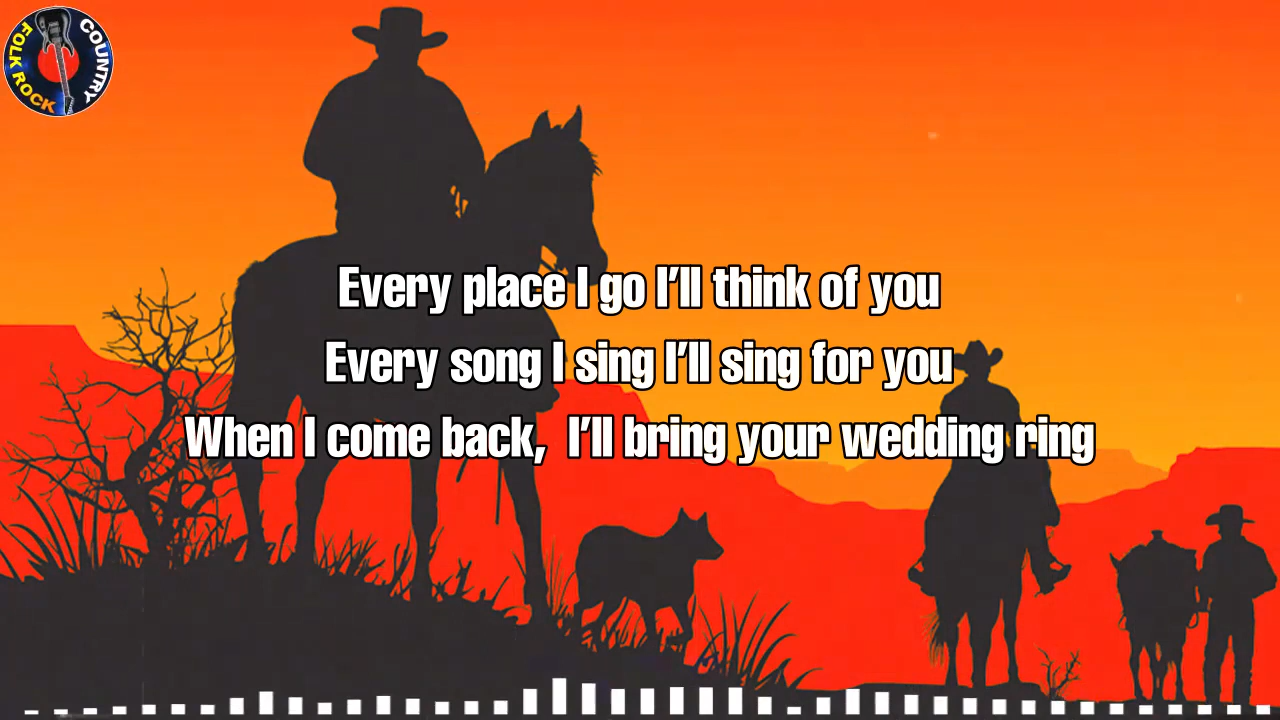 FOLK ROCK
COUNTRY
Every place I go I'll think of you
Every song I sing I'll sing for you
When I come back,  I'll bring your wedding ring